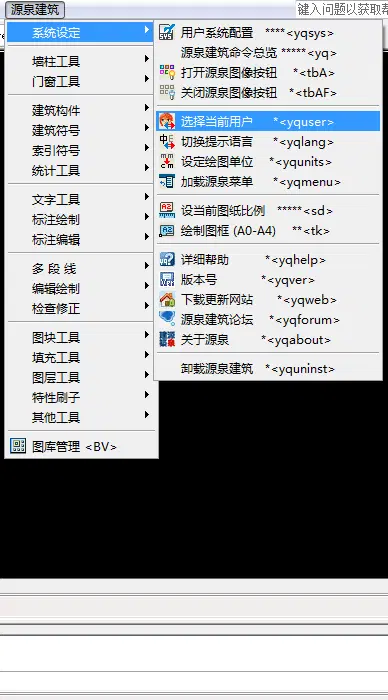 源泉建筑
键入问题以获取帮
系统设定
墙柱工具
门窗工具
建筑构件
建筑符号
索引符号
统计工具
文字工具
标注绘制
标注编辑
多 段 线
编辑绘制
检查修正
图块工具
填充工具
图层工具
特性刷子
其他工具
图库管理 <BV>
用户系统配置 ****<yqsys>
源泉建筑命令总览 *****<yq>
打开源泉图像按钮 *<tbA>
关闭源泉图像按钮 *<tbAF>
选择当前用户 *<yquser>
切换提示语言 *<yqlang>
设定绘图单位 *<yqunits>
加载源泉菜单 *<yqmenu>
设当前图纸比例 *****<sd>
绘制图框 (A0-A4) **<tk>
详细帮助 *<yqhelp>
版本号 *<yqver>
下载更新网站 *<yqweb>
源泉建筑论坛 *<yqforum>
关于源泉 *<yqabout>
卸载源泉建筑 *<yquninst>